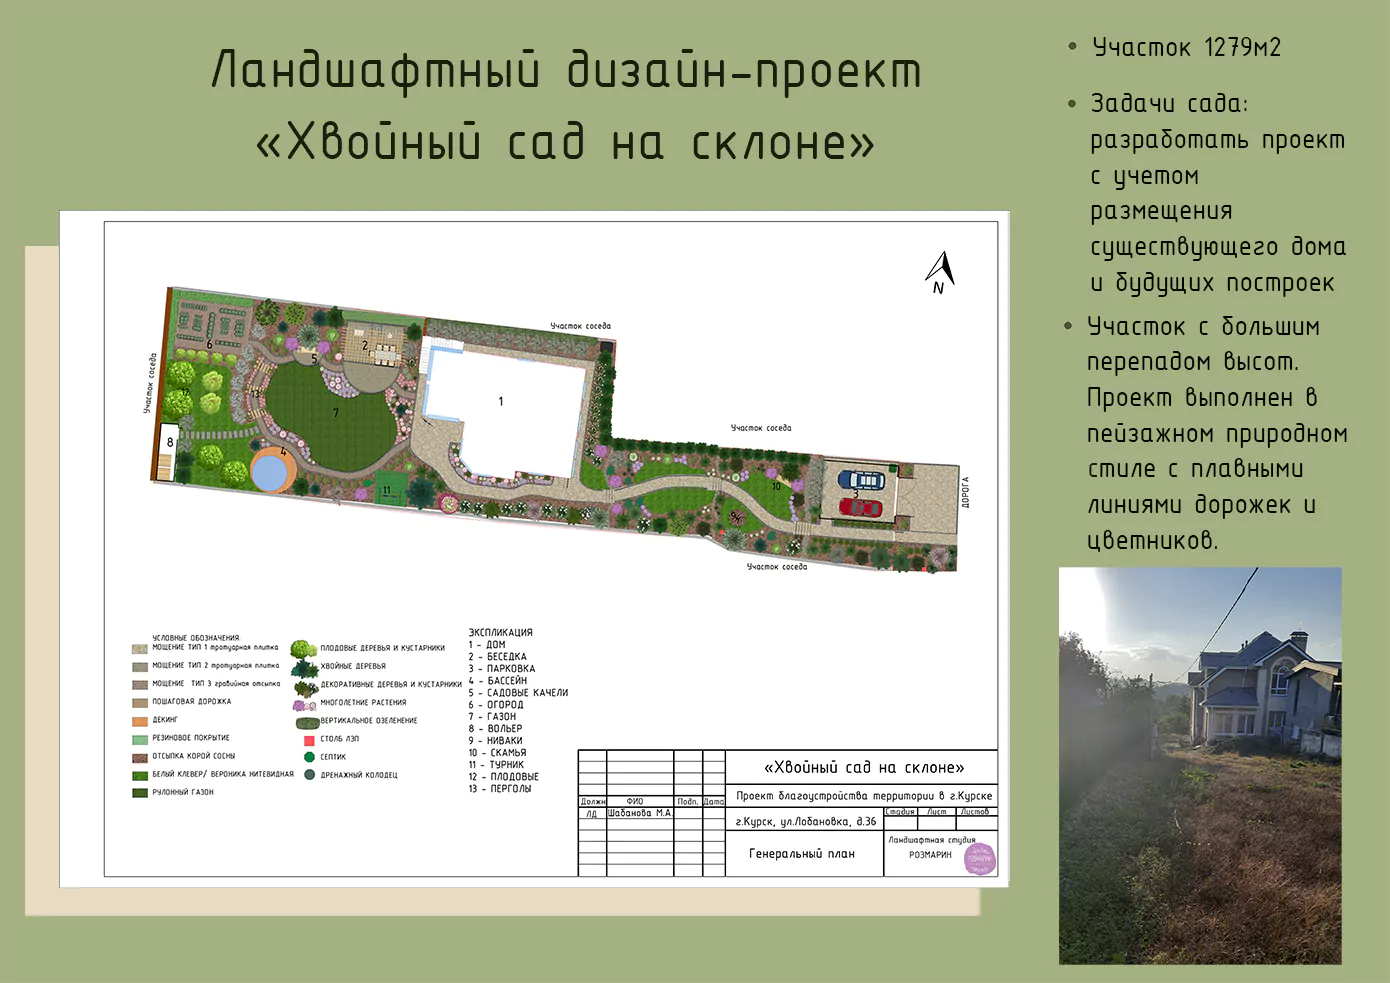 Ландшафтный дизайн-проект
«Хвойный сад на склоне»
Участок 1279м2
Задачи сада:
разработать проект
с учетом
размещения
существующего дома
и будущих построек
Участок с большим
перепадом высот.
Проект выполнен в
пейзажном природном
стиле с плавными
линиями дорожек и
цветников.
N
Участок соседа
Участок соседа
Участок соседа
Участок соседа
ДОРОГА
1
2
3
4
5
6
7
8
9
10
11
12
13
УСЛОВНЫЕ ОБОЗНАЧЕНИЯ
МОЩЕНИЕ ТИП 1 тротуарная плитка
МОЩЕНИЕ ТИП 2 тротуарная плитка
МОЩЕНИЕ ТИП 3 гравийная отсыпка
ПОШАГОВАЯ ДОРОЖКА
ДЕКИНГ
РЕЗИНОВОЕ ПОКРЫТИЕ
ОТСЫПКА КОРОЙ СОСНЫ
БЕЛЫЙ КЛЕВЕР/ ВЕРОНИКА НИТЕВИДНАЯ
РУЛОННЫЙ ГАЗОН
ПЛОДОВЫЕ ДЕРЕВЬЯ И КУСТАРНИКИ
ХВОЙНЫЕ ДЕРЕВЬЯ
ДЕКОРАТИВНЫЕ ДЕРЕВЬЯ И КУСТАРНИКИ
МНОГОЛЕТНИЕ РАСТЕНИЯ
ВЕРТИКАЛЬНОЕ ОЗЕЛЕНЕНИЕ
СТОЛБ ЛЭП
СЕПТИК
ДРЕНАЖНЫЙ КОЛОДЕЦ
ЭКСПЛИКАЦИЯ
1 - ДОМ
2 - БЕСЕДКА
3 - ПАРКОВКА
4 - БАССЕЙН
5 - САДОВЫЕ КАЧЕЛИ
6 - ОГОРОД
7 - ГАЗОН
8 - ВОЛЬЕР
9 - НИВАКИ
10 - СКАМЬЯ
11 - ТУРНИК
12 - ПЛОДОВЫЕ
13 - ПЕРГОЛЫ
«Хвойный сад на склоне»
Проект благоустройства территории в г.Курске
Должн ФИО Подп. Дата
ЛД Шабанова М.А.
г.Курск, ул.Лобановка, д.36
Стадия Лист Листов
Генеральный план
Ландшафтная студия
РОЗМАРИН
РОЗМАРИН